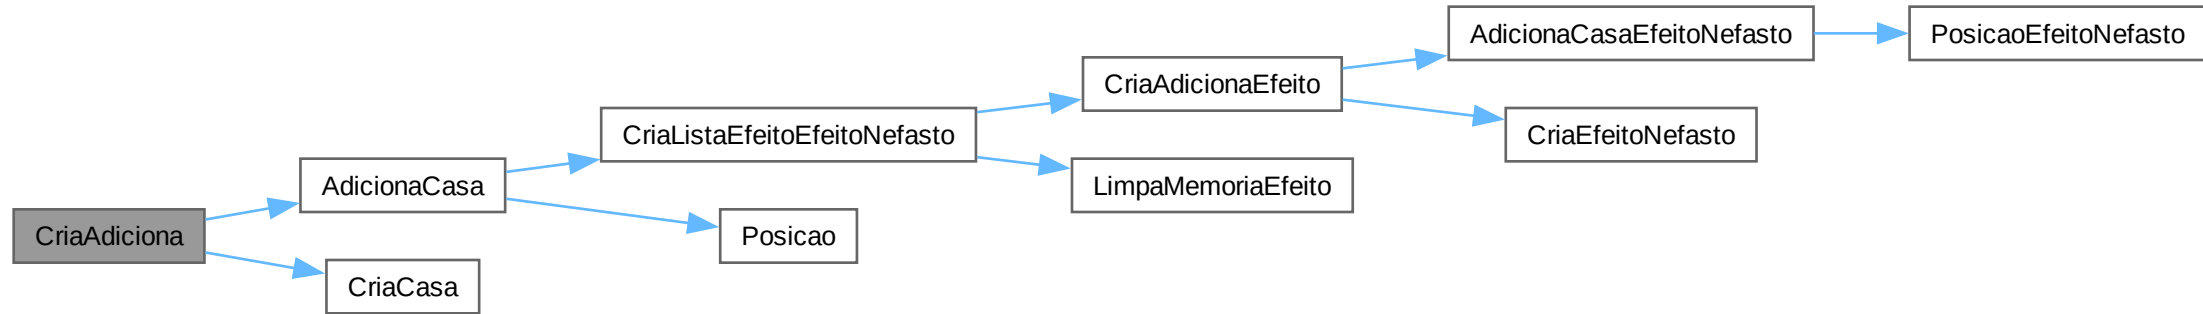 CriaAdiciona
AdicionaCasa
CriaCasa
CriaListaEfeitoEfeitoNefasto
Posicao
CriaAdicionaEfeito
LimpaMemoriaEfeito
AdicionaCasaEfeitoNefasto
CriaEfeitoNefasto
PosicaoEfeitoNefasto